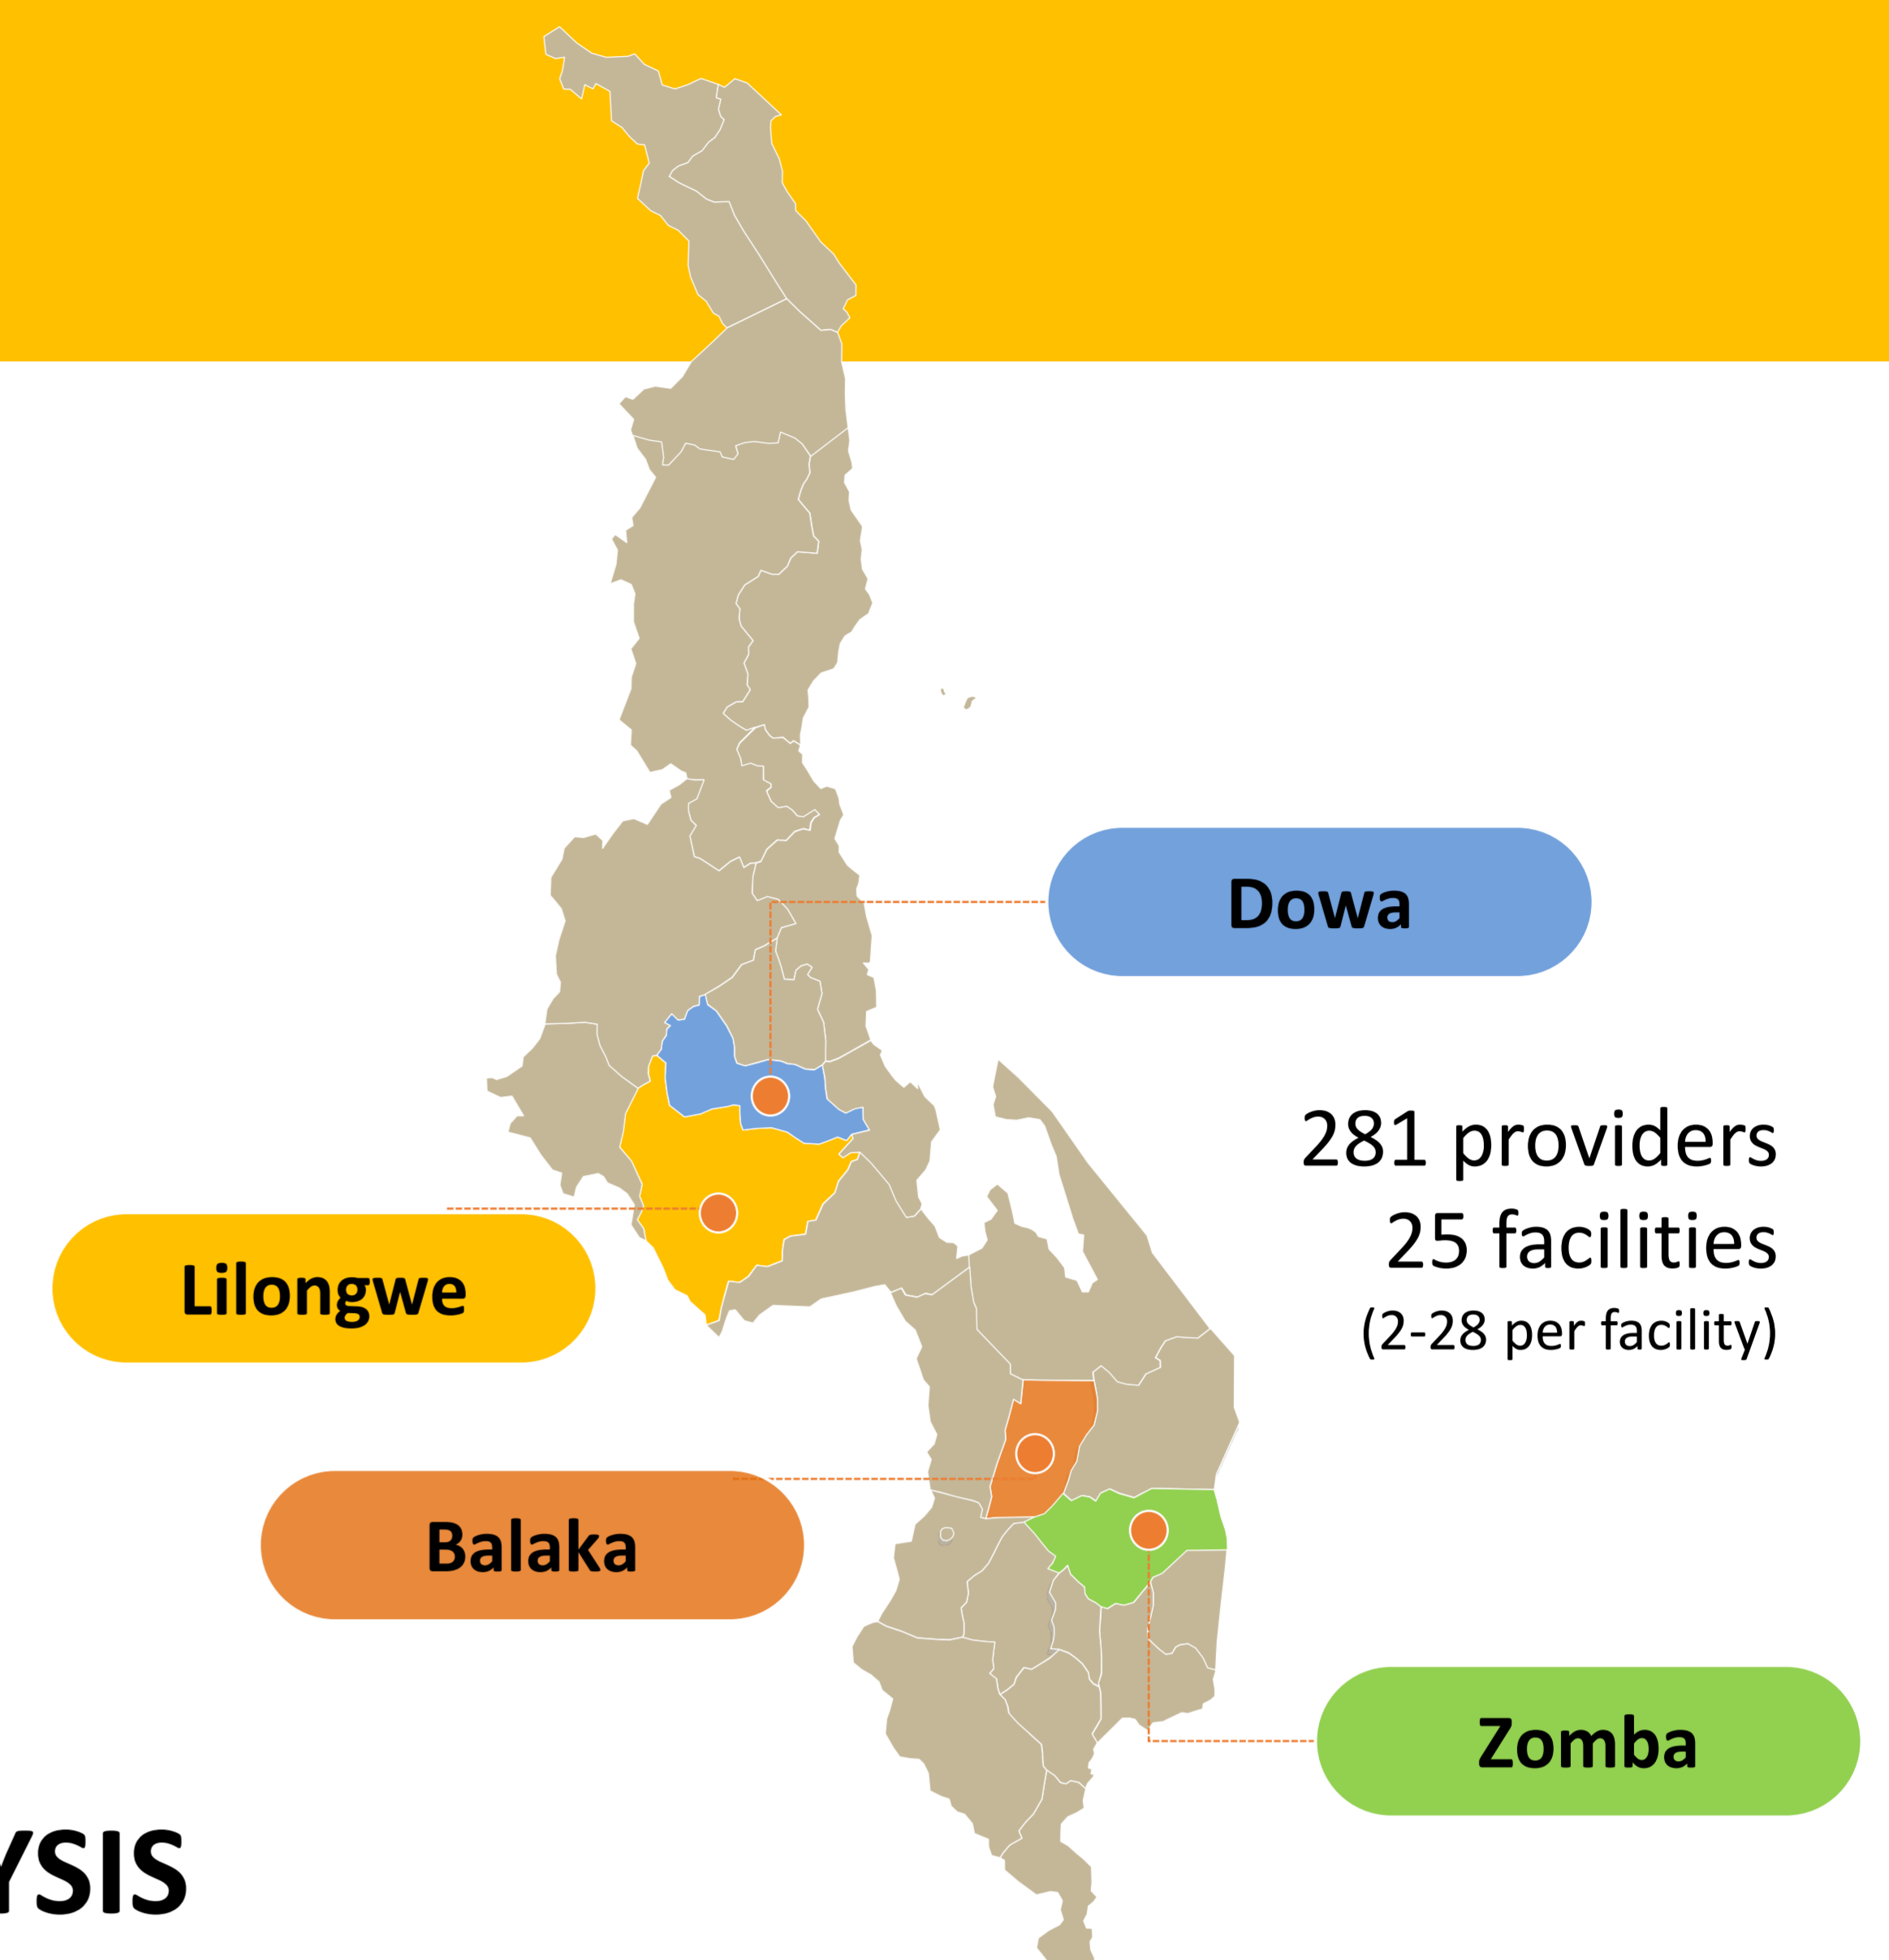 Dowa
281 providers
25 facilities
(2-28 per facility)
Lilongwe
Balaka
Zomba
YSIS